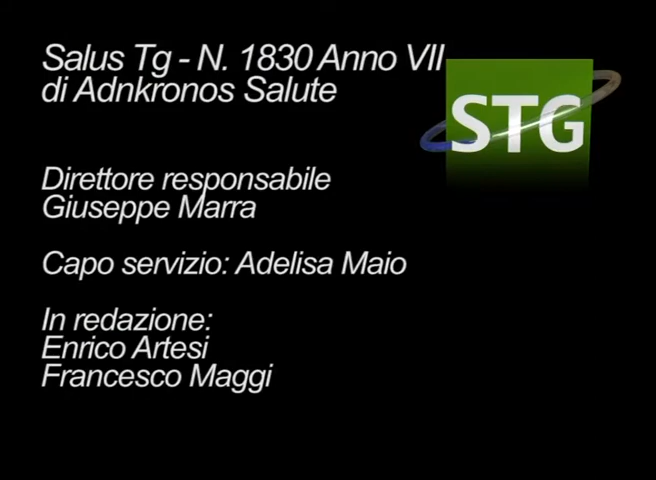 Salus Tg - N. 1830 Anno VII
di Adnkronos Salute
STG
Direttore responsabile
Giuseppe Marra
Capo servizio: Adelisa Maio
In redazione:
Enrico Artesi
Francesco Maggi